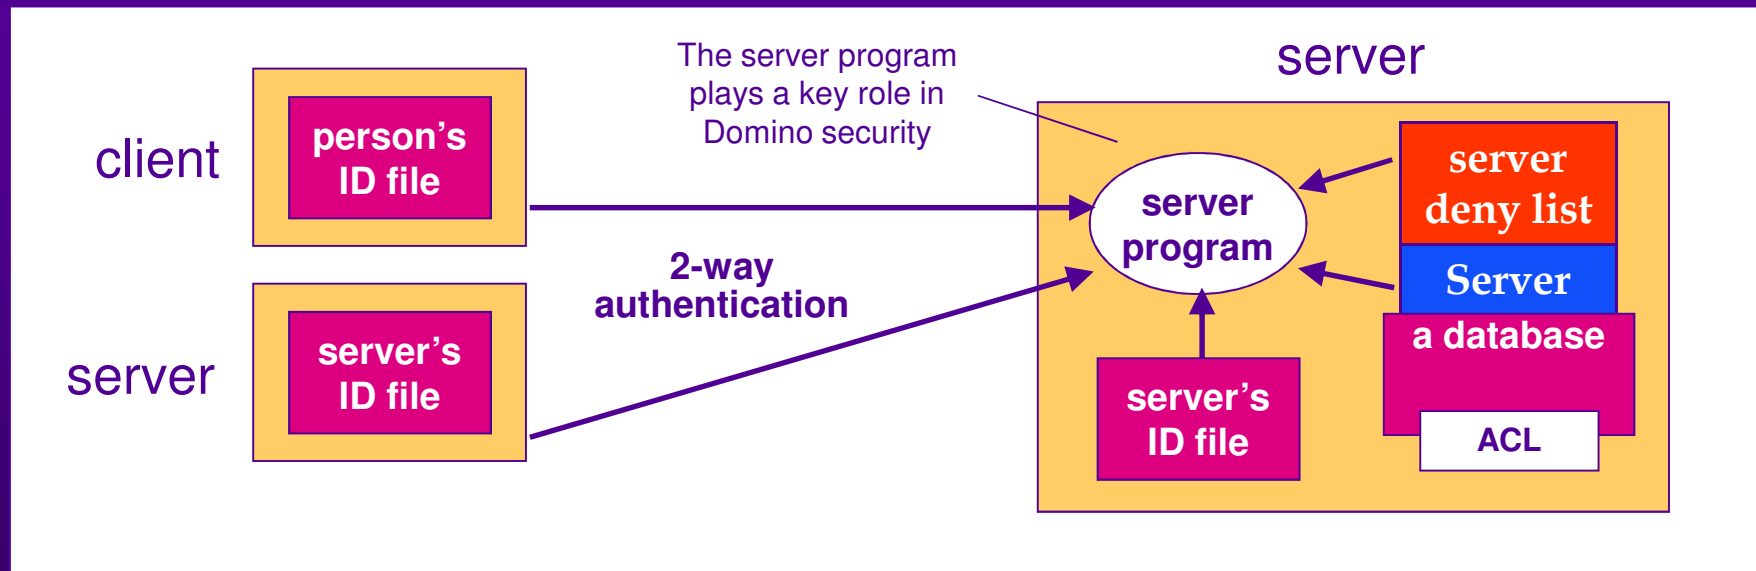 The server program
plays a key role in
Domino security
server
client
person's
ID file
server
deny list
server
program
2-way
authentication
Server
a database
server
server's
ID file
server's
ID file
ACL